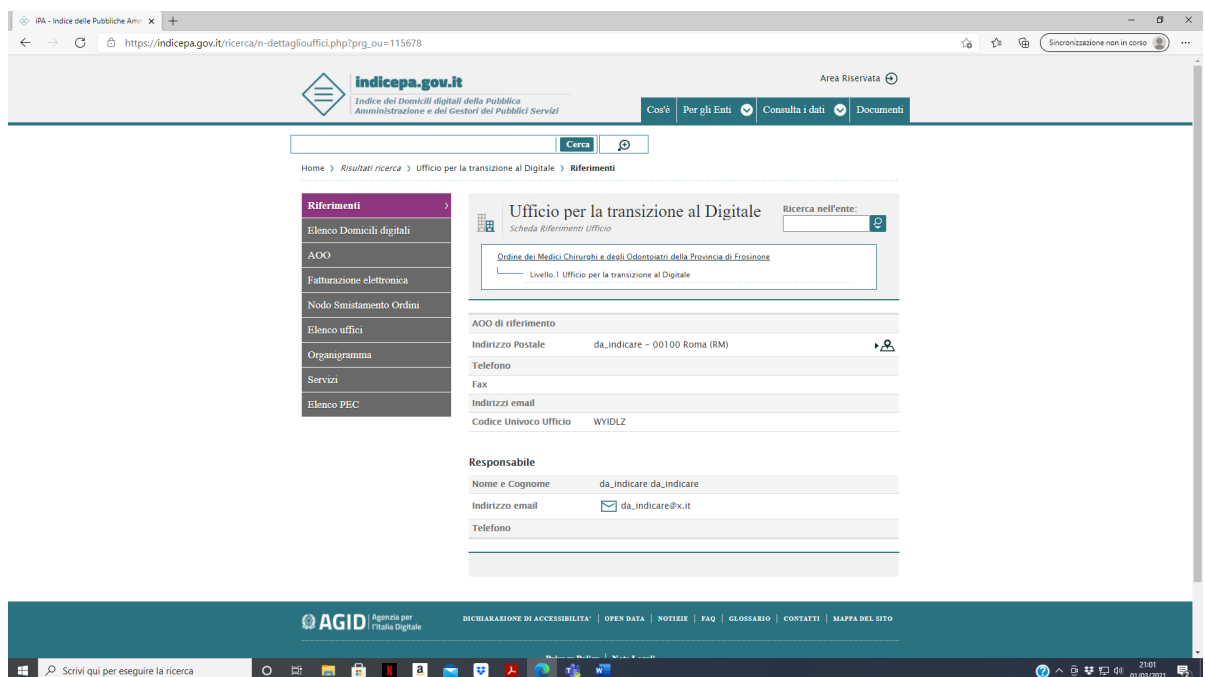 iPA - Indice delle Pubbliche Amm
https://indicepa.gov.it/ricerca/n-dettagliouffici.php?prg_ou=115678
Sincronizzazione non in corso
indicepa.gov.it
Indice dei Domicili digitali della Pubblica
Amministrazione e dei Gestori dei Pubblici Servizi
Area Riservata
Cos'è Per gli Enti Consulta i dati Documenti
Cerca
Home > Risultati ricerca > Ufficio per la transizione al Digitale > Riferimenti
Riferimenti
Elenco Domicili digitali
AOO
Fatturazione elettronica
Nodo Smistamento Ordini
Elenco uffici
Organigramma
Servizi
Elenco PEC
Ufficio per la transizione al Digitale
Scheda Riferimenti Ufficio
Ricerca nell'ente:
Ordine dei Medici Chirurghi e degli Odontoiatri della Provincia di Frosinone
Livello.1 Ufficio per la transizione al Digitale
AOO di riferimento
Indirizzo Postale da_indicare - 00100 Roma (RM)
Telefono
Fax
Indirizzi email
Codice Univoco Ufficio WYIDLZ
Responsabile
Nome e Cognome da_indicare da_indicare
Indirizzo email da_indicare@x.it
Telefono
AGID Agenzia per
l'Italia Digitale
DICHIARAZIONE DI ACCESSIBILITA' | OPEN DATA | NOTIZIE | FAQ | GLOSSARIO | CONTATTI | MAPPA DEL SITO
Privacy Policy | Note Legali
Scrivi qui per eseguire la ricerca
21:01
01/03/2021